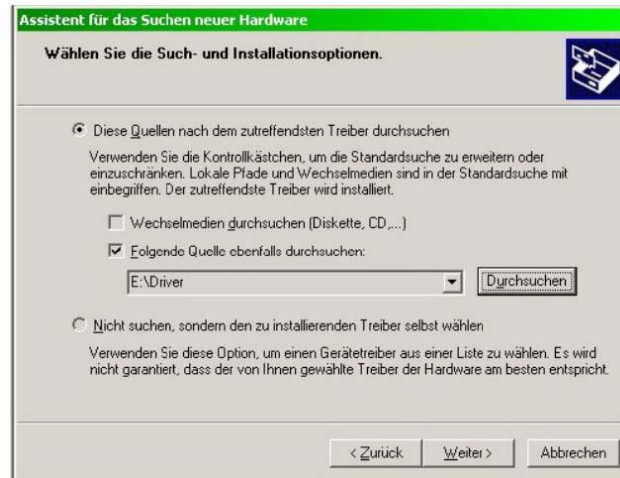 Assistent für das Suchen neuer Hardware
Wählen Sie die Such- und Installationsoptionen.
Diese Quellen nach dem zutreffendsten Treiber durchsuchen
Verwenden Sie die Kontrollkästchen, um die Standardsuche zu erweitern oder
einzuschränken. Lokale Pfade und Wechselmedien sind in der Standardsuche mit
einbegriffen. Der zutreffendste Treiber wird installiert.
Wechselmedien durchsuchen (Diskette, CD,...)
Folgende Quelle ebenfalls durchsuchen:
E:\Driver
Durchsuchen
Nicht suchen, sondern den zu installierenden Treiber selbst wählen
Verwenden Sie diese Option, um einen Gerätetreiber aus einer Liste zu wählen. Es wird
nicht garantiert, dass der von Ihnen gewählte Treiber der Hardware am besten entspricht.
< Zurück
Weiter >
Abbrechen